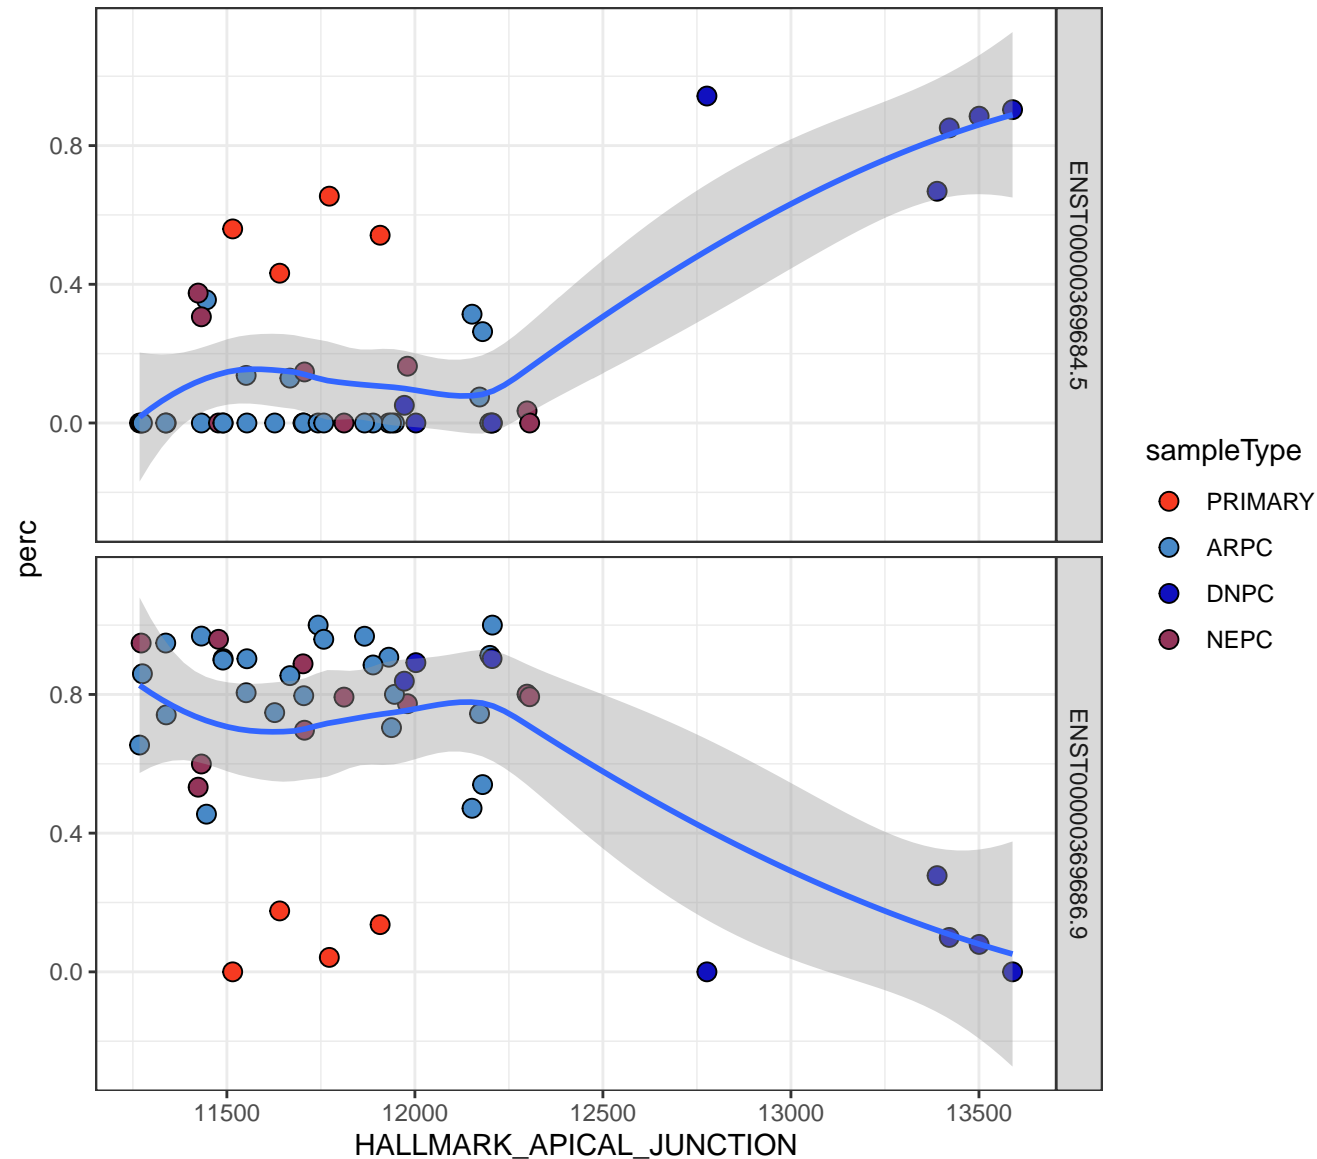 0.8
0.4
0.0
ENST00000369684.5
perc
0.8
0.4
0.0
ENST00000369686.9
11500 12000 12500 13000 13500
HALLMARK_APICAL_JUNCTION
sampleType
PRIMARY
ARPC
DNPC
NEPC